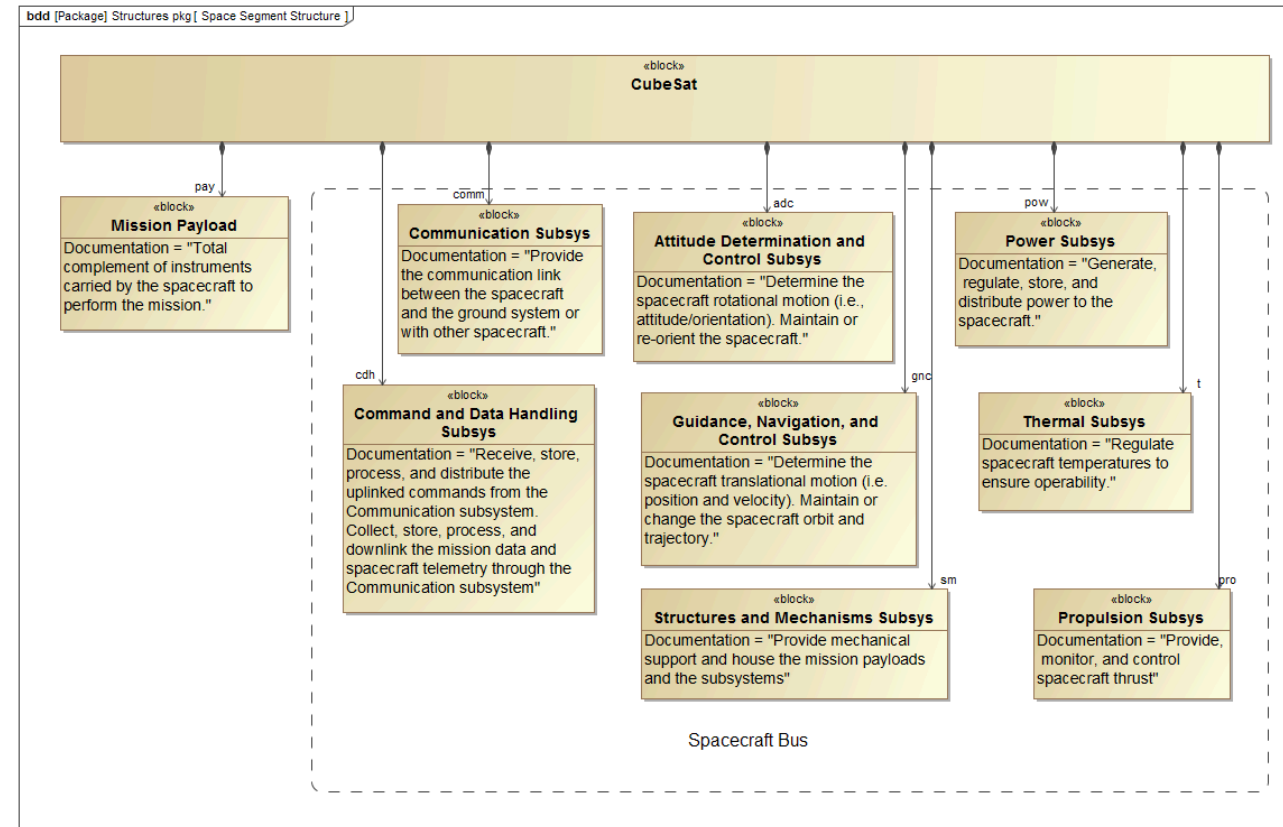 bdd [Package] Structures pkg [ Space Segment Structure ]
«block»
CubeSat
pay
«block»
Mission Payload
Documentation = "Total
complement of instruments
carried by the spacecraft to
perform the mission."
comm
«block»
Communication Subsys
Documentation = "Provide
the communication link
between the spacecraft
and the ground system or
with other spacecraft."
adc
«block»
Attitude Determination and
Control Subsys
Documentation = "Determine the
spacecraft rotational motion (i.e.,
attitude/orientation). Maintain or
re-orient the spacecraft."
pow
«block»
Power Subsys
Documentation = "Generate,
regulate, store, and
distribute power to the
spacecraft."
cdh
«block»
Command and Data Handling
Subsys
Documentation = "Receive, store,
process, and distribute the
uplinked commands from the
Communication subsystem.
Collect, store, process, and
downlink the mission data and
spacecraft telemetry through the
Communication subsystem"
gnc
«block»
Guidance, Navigation, and
Control Subsys
Documentation = "Determine the
spacecraft translational motion (i.e.
position and velocity). Maintain or
change the spacecraft orbit and
trajectory."
t
«block»
Thermal Subsys
Documentation = "Regulate
spacecraft temperatures to
ensure operability."
sm
«block»
Structures and Mechanisms Subsys
Documentation = "Provide mechanical
support and house the mission payloads
and the subsystems"
pro
«block»
Propulsion Subsys
Documentation = "Provide,
monitor, and control
spacecraft thrust"
Spacecraft Bus